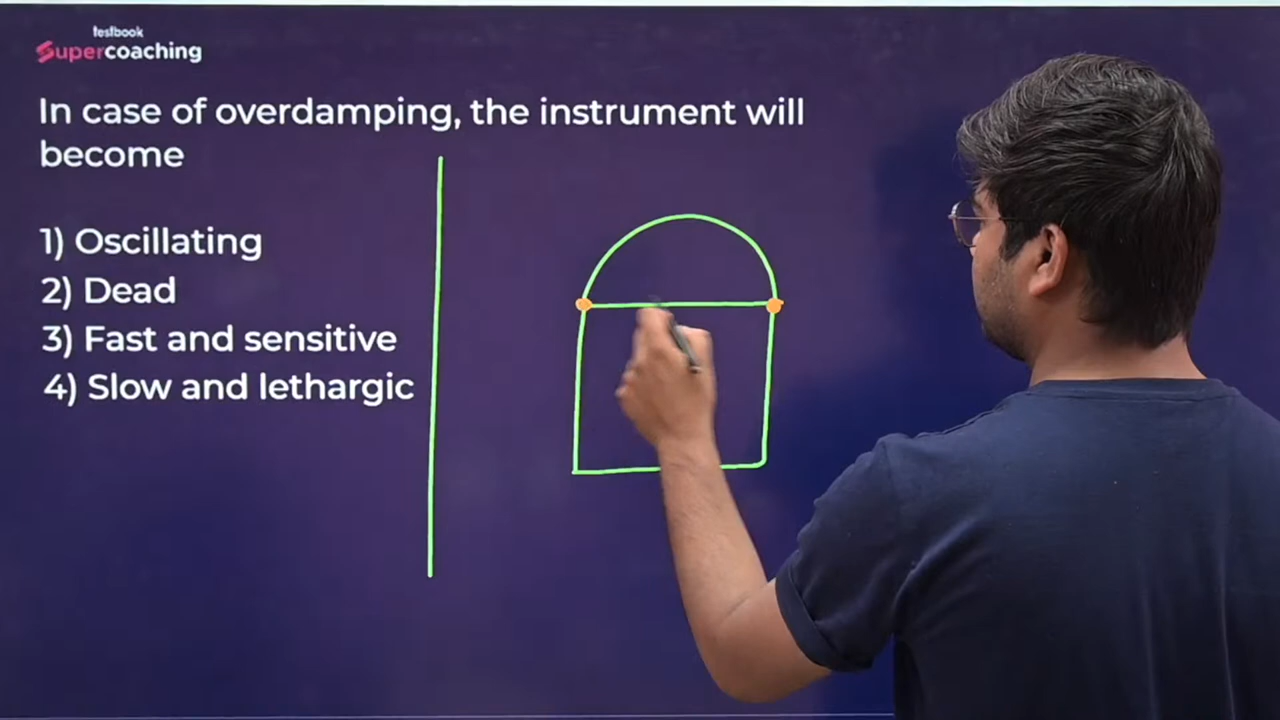 testbook
Supercoaching
In case of overdamping, the instrument will
become
1) Oscillating
2) Dead
3) Fast and sensitive
4) Slow and lethargic